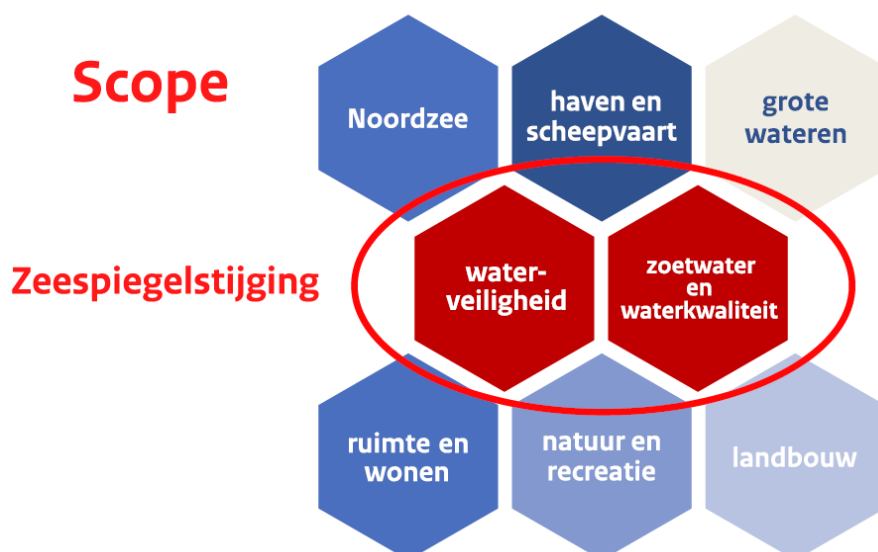 Scope
Noordzee
haven en
scheepvaart
grote
wateren
Zeespiegelstijging
water-
veiligheid
zoetwater
en
waterkwaliteit
ruimte en
wonen
natuur en
recreatie
landbouw